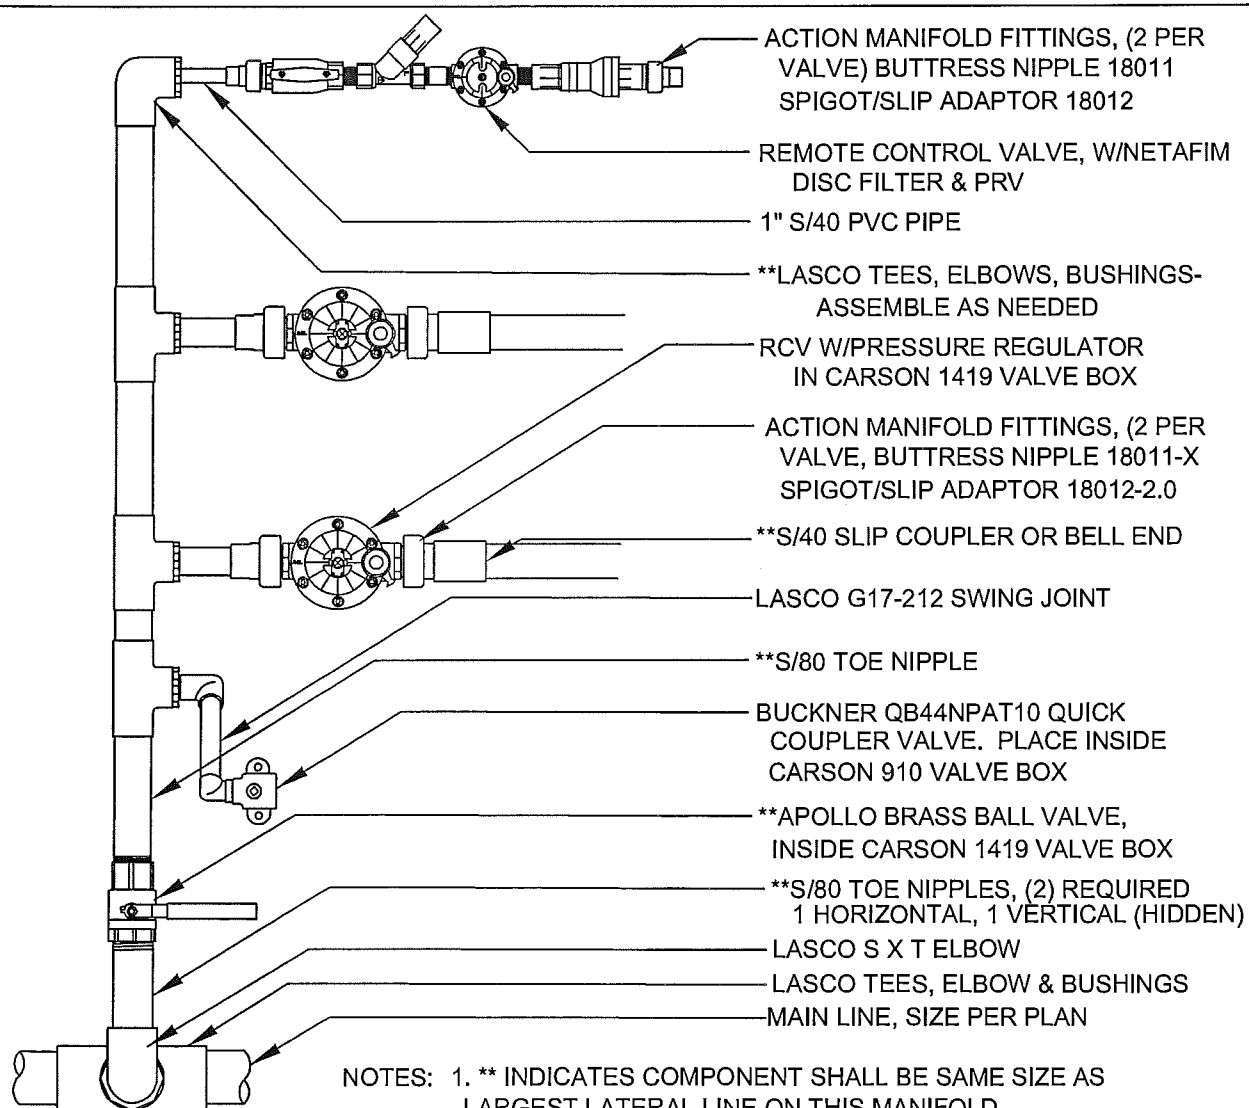 ACTION MANIFOLD FITTINGS, (2 PER
VALVE) BUTTRESS NIPPLE 18011
SPIGOT/SLIP ADAPTOR 18012
REMOTE CONTROL VALVE, W/NETAFIM
DISC FILTER & PRV
1" S/40 PVC PIPE
**LASCO TEES, ELBOWS, BUSHINGS-
ASSEMBLE AS NEEDED
RCV W/PRESSURE REGULATOR
IN CARSON 1419 VALVE BOX
ACTION MANIFOLD FITTINGS, (2 PER
VALVE, BUTTRESS NIPPLE 18011-X
SPIGOT/SLIP ADAPTOR 18012-2.0
**S/40 SLIP COUPLER OR BELL END
LASCO G17-212 SWING JOINT
**S/80 TOE NIPPLE
BUCKNER QB44NPAT10 QUICK
COUPLER VALVE. PLACE INSIDE
CARSON 910 VALVE BOX
**APOLLO BRASS BALL VALVE,
INSIDE CARSON 1419 VALVE BOX
**S/80 TOE NIPPLES, (2) REQUIRED
1 HORIZONTAL, 1 VERTICAL (HIDDEN)
LASCO S X T ELBOW
LASCO TEES, ELBOW & BUSHINGS
MAIN LINE, SIZE PER PLAN
NOTES: 1. ** INDICATES COMPONENT SHALL BE SAME SIZE AS
LARGEST LATERAL LINE ON THIS MANIFOLD